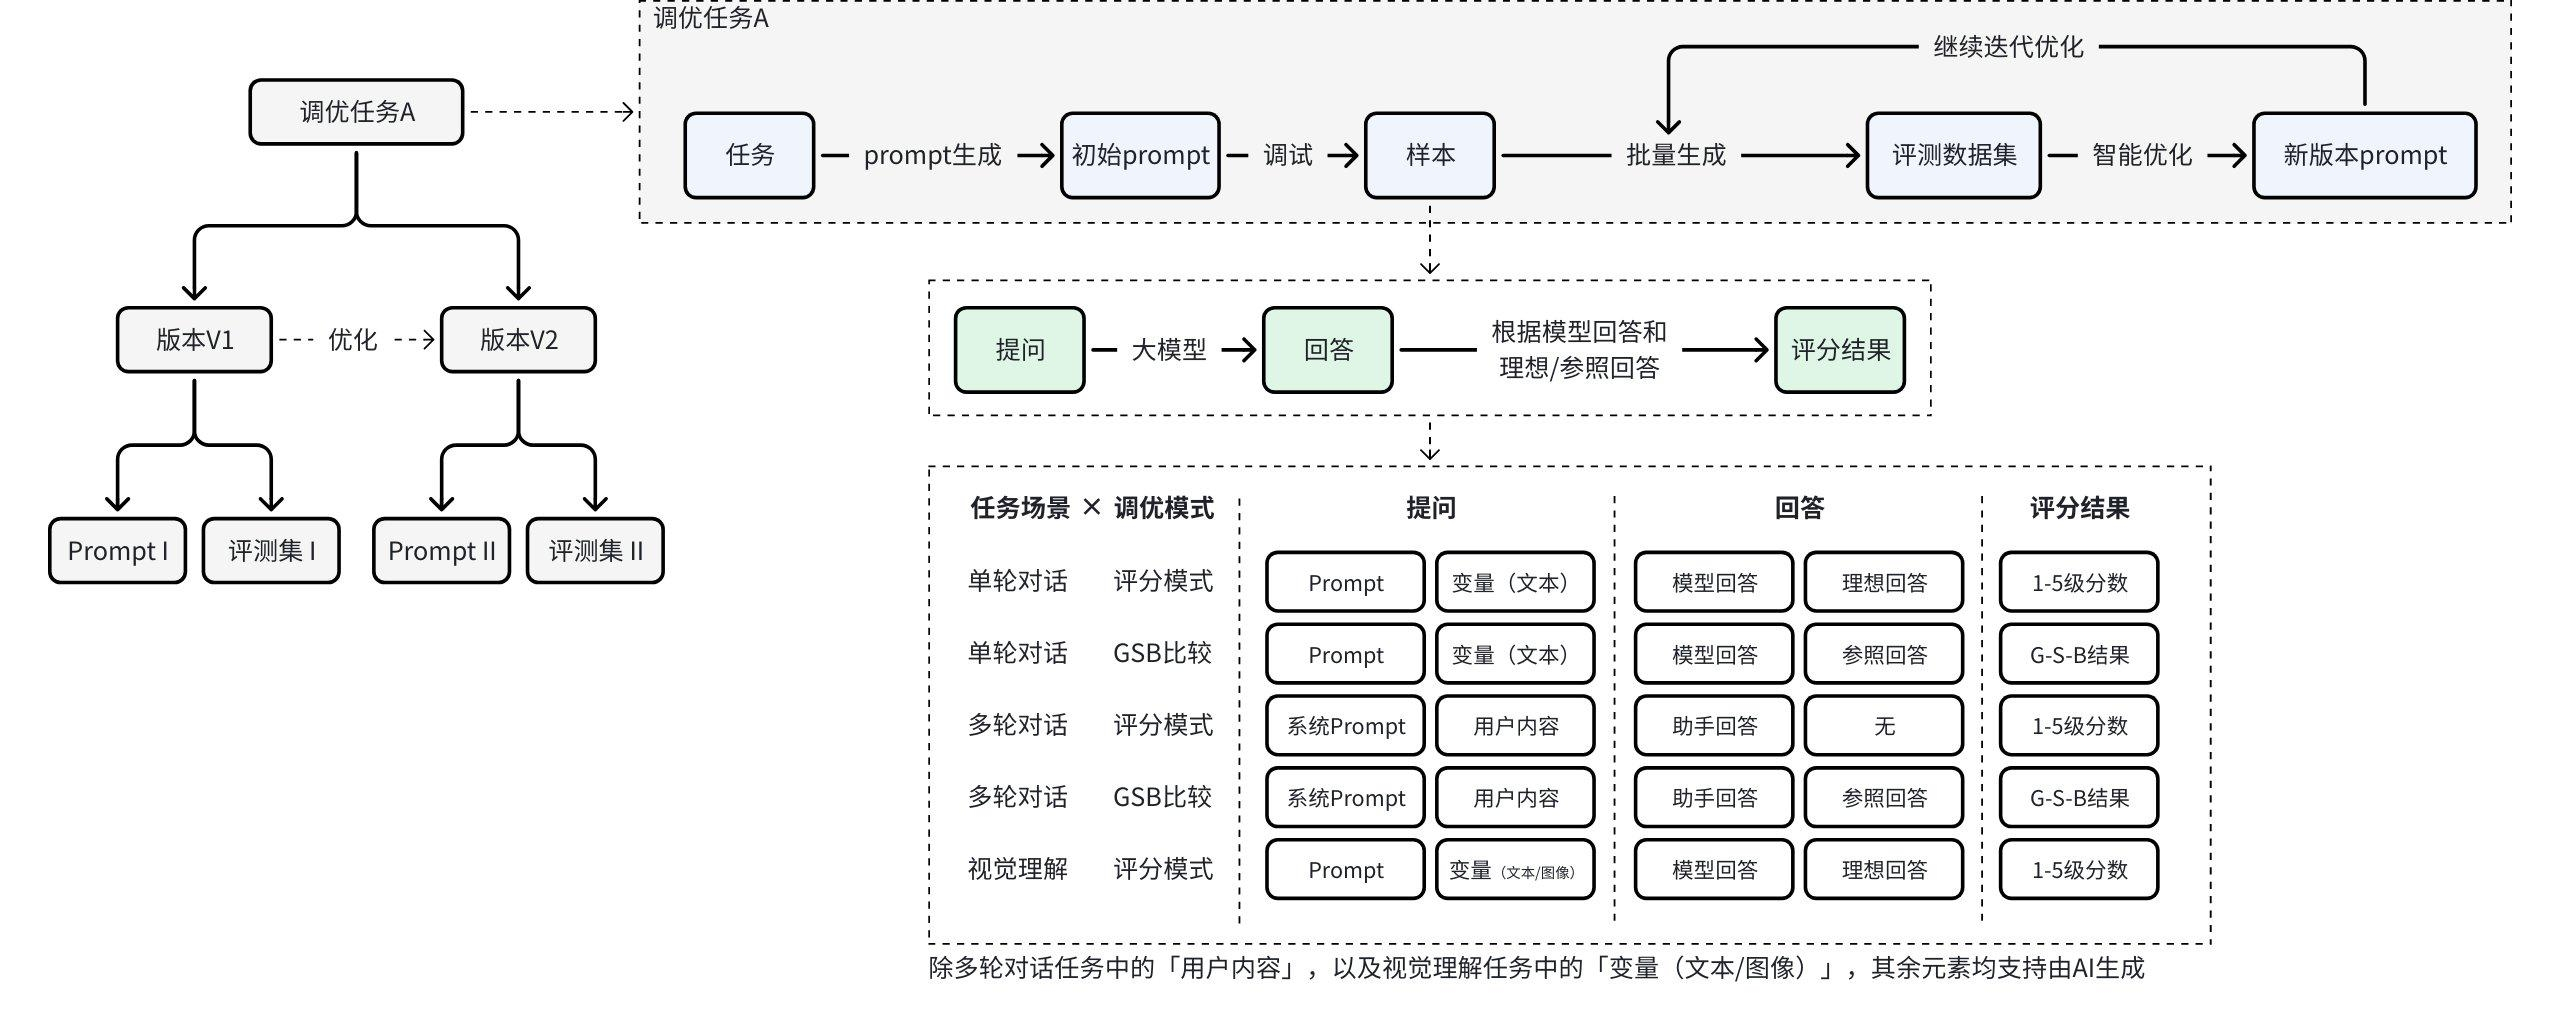 调优任务A
继续迭代优化
调优任务A
任务 prompt生成 初始prompt 调试 样本 批量生成 评测数据集 智能优化 新版本prompt
版本V1 优化 版本V2
Prompt I 评测集 I Prompt II 评测集 II
提问 大模型 回答 根据模型回答和
理想/参照回答 评分结果
任务场景 × 调优模式 提问 回答 评分结果
单轮对话 评分模式 Prompt 变量（文本） 模型回答 理想回答 1-5级分数
单轮对话 GSB比较 Prompt 变量（文本） 模型回答 参照回答 G-S-B结果
多轮对话 评分模式 系统Prompt 用户内容 助手回答 无 1-5级分数
多轮对话 GSB比较 系统Prompt 用户内容 助手回答 参照回答 G-S-B结果
视觉理解 评分模式 Prompt 变量（文本/图像） 模型回答 理想回答 1-5级分数
除多轮对话任务中的「用户内容」，以及视觉理解任务中的「变量（文本/图像）」，其余元素均支持由AI生成